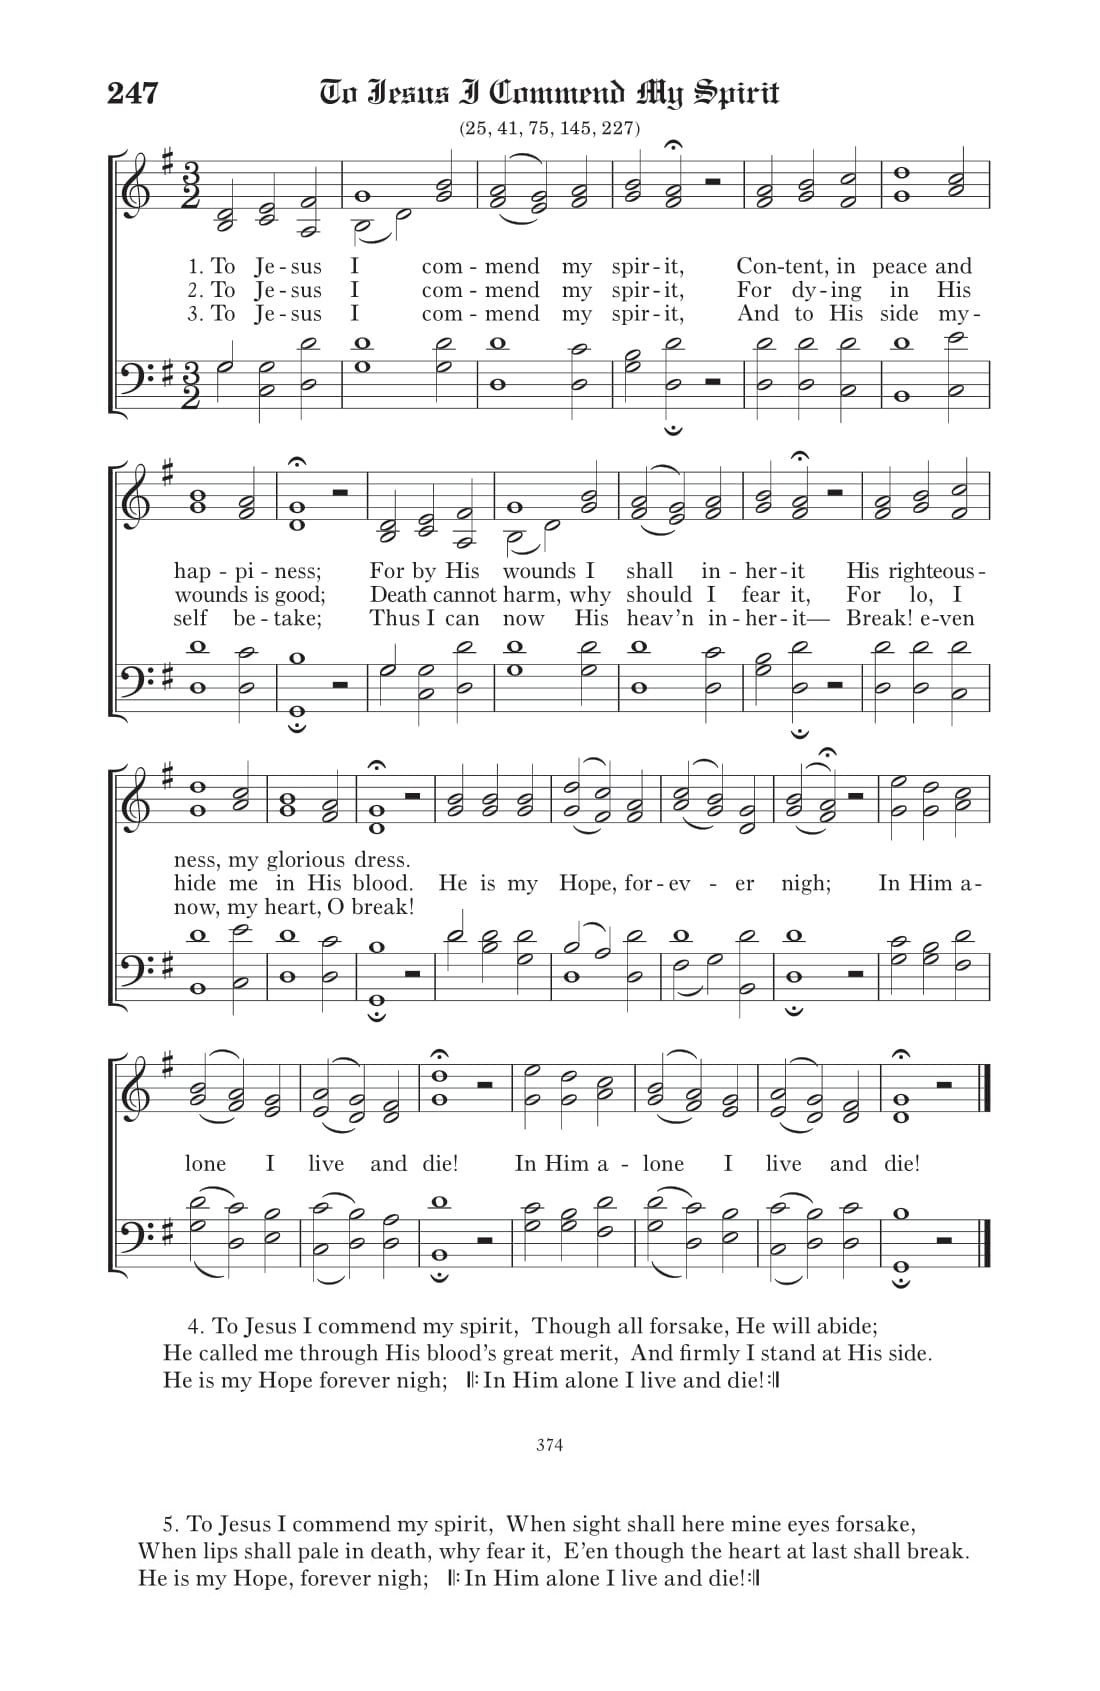 247 To Jesus I Commend My Spirit
(25, 41, 75, 145, 227)
1. To Je-sus I com-mend my spir-it, Con-tent, in peace and
2. To Je-sus I com-mend my spir-it, For dy-ing in His
3. To Je-sus I com-mend my spir-it, And to His side my-
hap-pi-ness; For by His wounds I shall in-her-it His righteous-
wounds is good; Death cannot harm, why should I fear it, For lo, I
self be-take; Thus I can now His heav'n in-her-it— Break! e-ven
ness, my glorious dress.
hide me in His blood. He is my Hope, for-ev-er nigh; In Him a-
now, my heart, O break!
lone I live and die! In Him a-lone I live and die!
4. To Jesus I commend my spirit, Though all forsake, He will abide;
He called me through His blood's great merit, And firmly I stand at His side.
He is my Hope forever nigh; 𝄆 In Him alone I live and die! 𝄇
374
5. To Jesus I commend my spirit, When sight shall here mine eyes forsake,
When lips shall pale in death, why fear it, E'en though the heart at last shall break.
He is my Hope, forever nigh; 𝄆 In Him alone I live and die! 𝄇